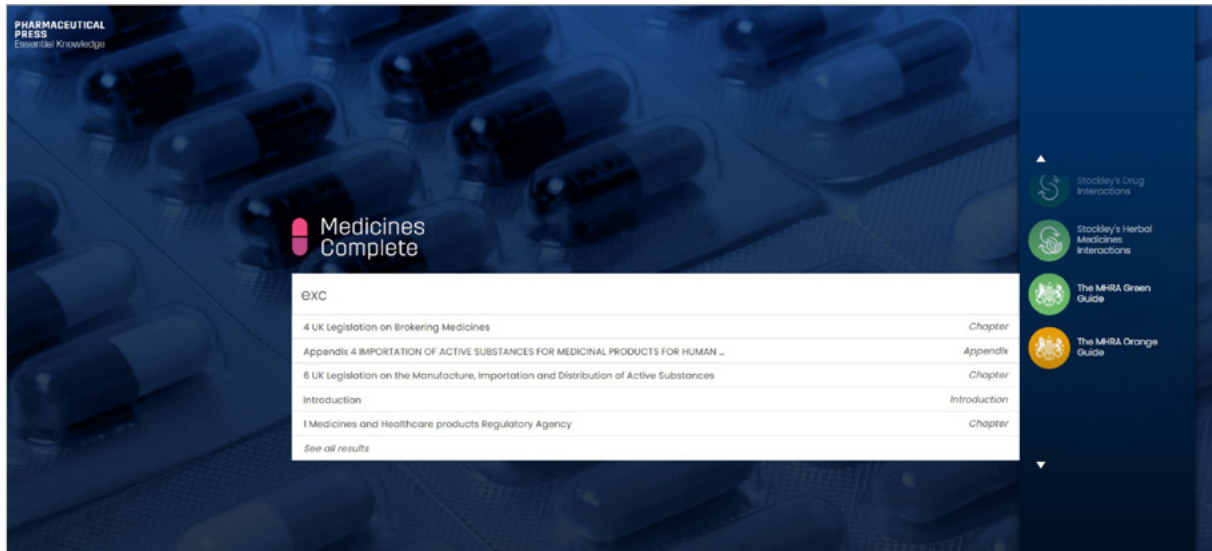 PHARMACEUTICAL
PRESS
Essential Knowledge
Medicines
Complete
exc
4 UK Legislation on Brokering Medicines Chapter
Appendix 4 IMPORTATION OF ACTIVE SUBSTANCES FOR MEDICINAL PRODUCTS FOR HUMAN ... Appendix
6 UK Legislation on the Manufacture, Importation and Distribution of Active Substances Chapter
Introduction Introduction
1 Medicines and Healthcare products Regulatory Agency Chapter
See all results
Stockley's Drug
Interactions
Stockley's Herbal
Medicines
Interactions
The MHRA Green
Guide
The MHRA Orange
Guide